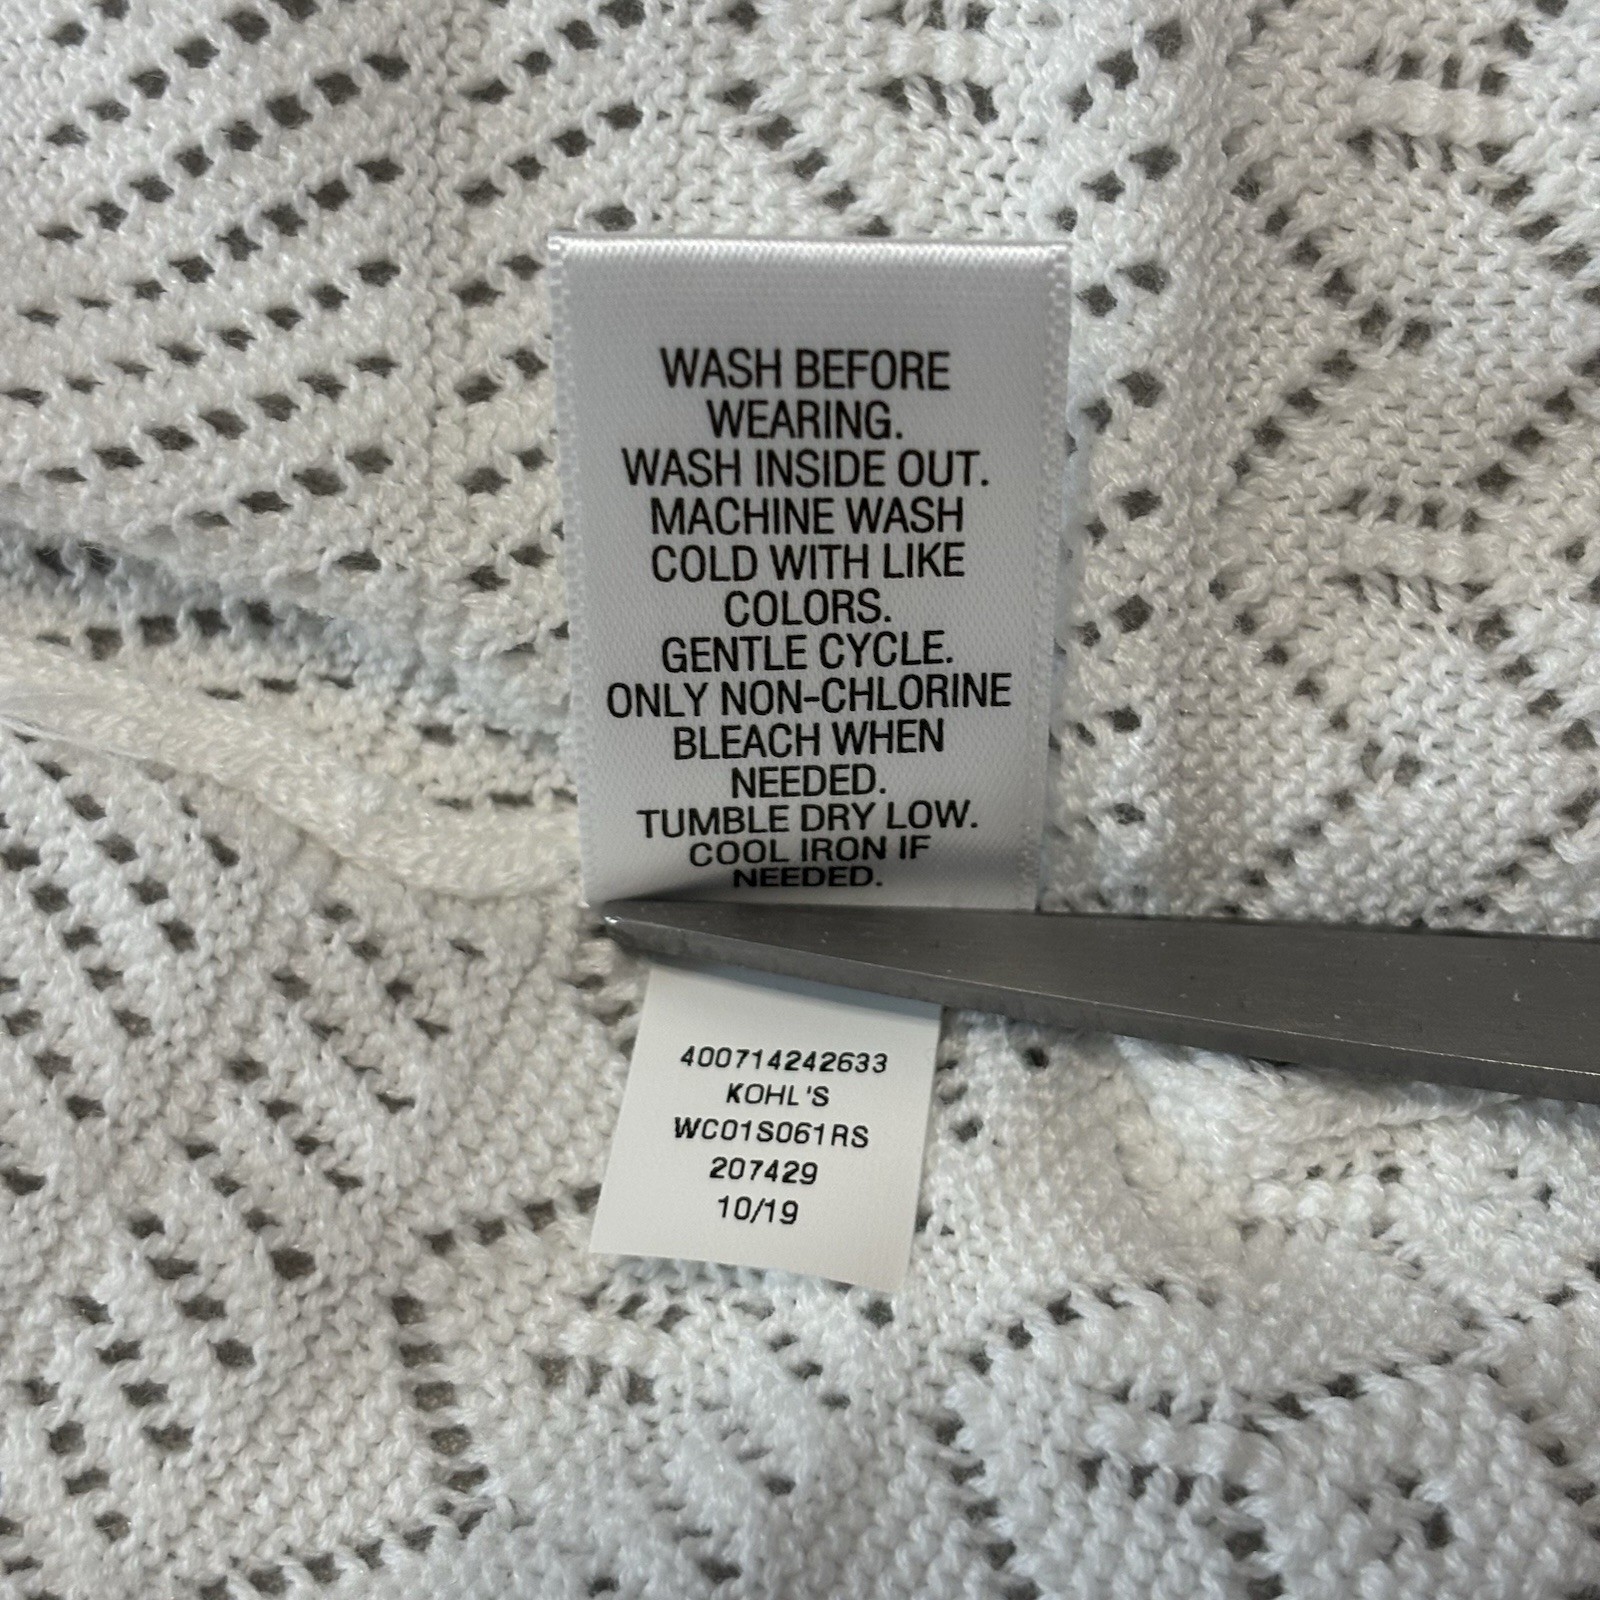 WASH BEFORE
WEARING.
WASH INSIDE OUT.
MACHINE WASH
COLD WITH LIKE
COLORS.
GENTLE CYCLE.
ONLY NON-CHLORINE
BLEACH WHEN
NEEDED.
TUMBLE DRY LOW.
COOL IRON IF
NEEDED.
400714242633
KOHL'S
WC01S061RS
207429
10/19